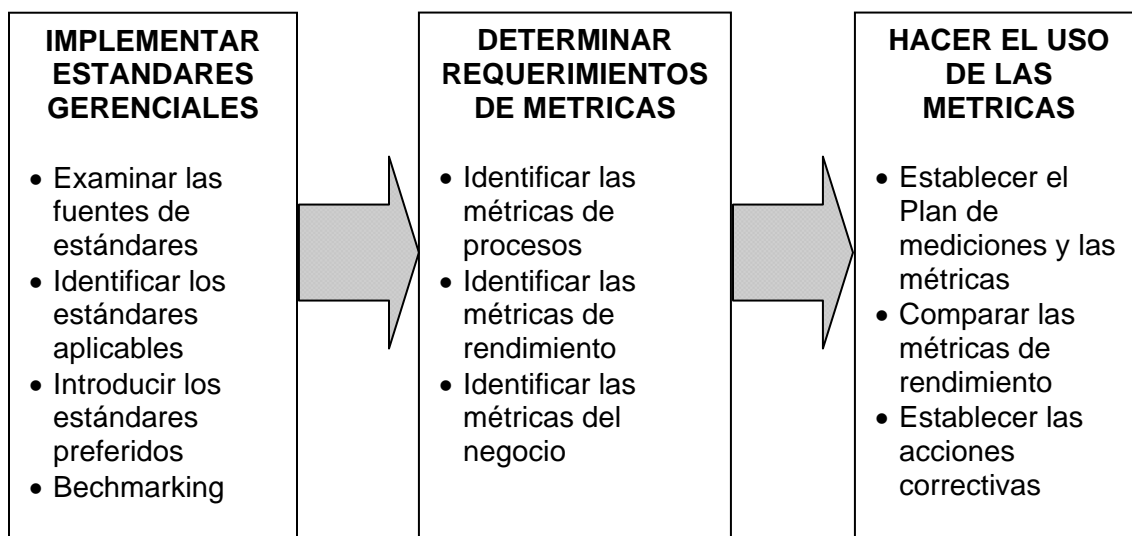 IMPLEMENTAR
ESTANDARES
GERENCIALES
• Examinar las
fuentes de
estándares
• Identificar los
estándares
aplicables
• Introducir los
estándares
preferidos
• Bechmarking
DETERMINAR
REQUERIMIENTOS
DE METRICAS
• Identificar las
métricas de
procesos
• Identificar las
métricas de
rendimiento
• Identificar las
métricas del
negocio
HACER EL USO
DE LAS
METRICAS
• Establecer el
Plan de
mediciones y las
métricas
• Comparar las
métricas de
rendimiento
• Establecer las
acciones
correctivas